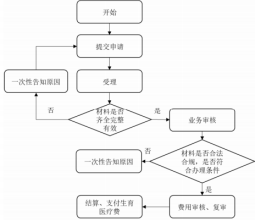 开始
提交申请
一次性告知原因
受理
否
材料是否
齐全完整
有效
是
业务审核
否
一次性告知原因
材料是否合法
合规，是否符
合办理条件
是
结算、支付生育
医疗费
费用审核、复审